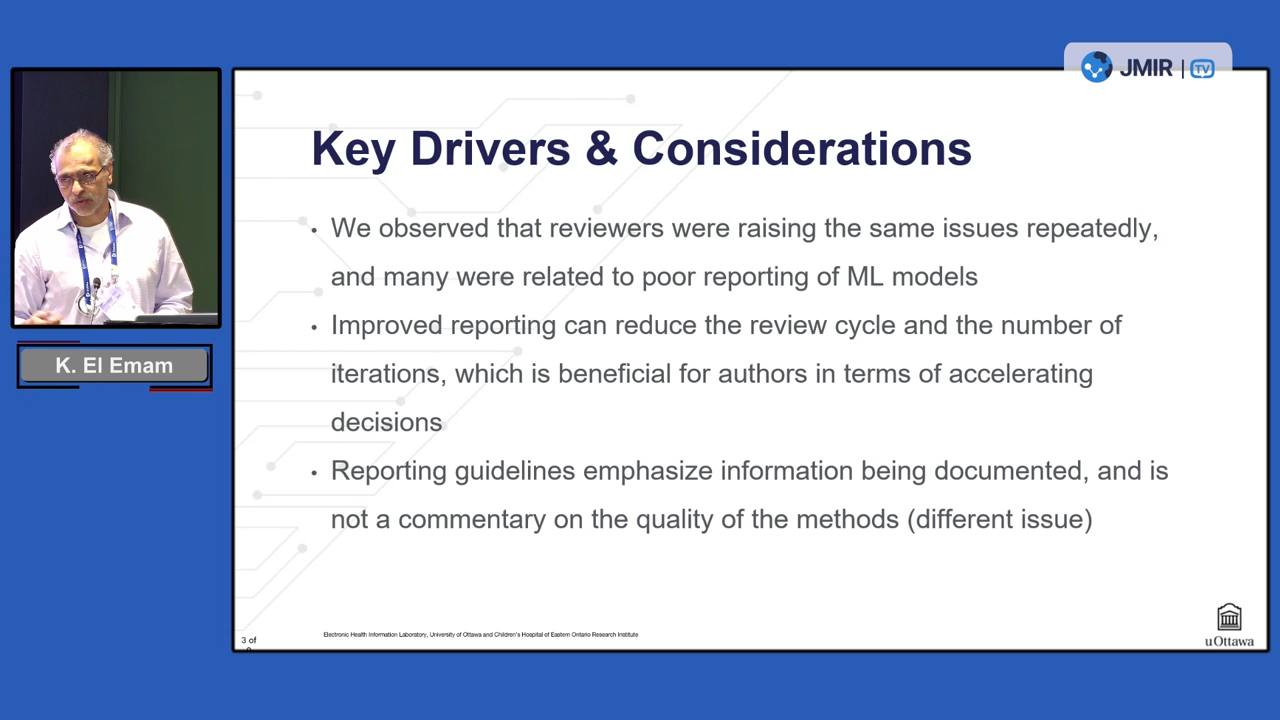 JMIR | TV
Key Drivers & Considerations
• We observed that reviewers were raising the same issues repeatedly,
and many were related to poor reporting of ML models
• Improved reporting can reduce the review cycle and the number of
iterations, which is beneficial for authors in terms of accelerating
decisions
• Reporting guidelines emphasize information being documented, and is
not a commentary on the quality of the methods (different issue)
K. El Emam
3 of
Electronic Health Information Laboratory, University of Ottawa and Children's Hospital of Eastern Ontario Research Institute
uOttawa